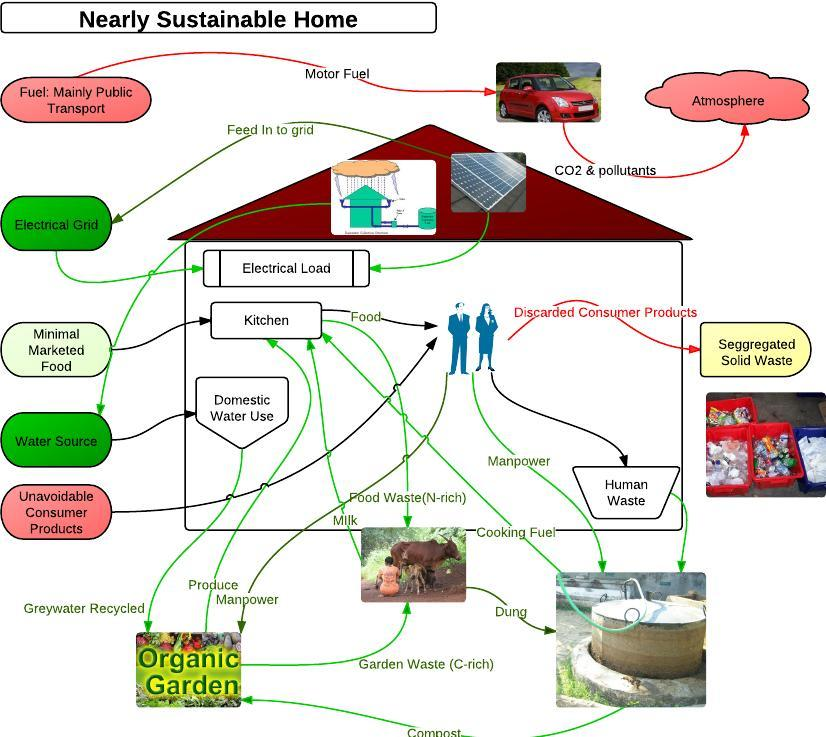 Nearly Sustainable Home
Motor Fuel
Fuel: Mainly Public
Transport
Atmosphere
Feed In to grid
CO2 & pollutants
Electrical Grid
Electrical Load
Kitchen
Food
Discarded Consumer Products
Minimal
Marketed
Food
Seggregated
Solid Waste
Domestic
Water Use
Water Source
Manpower
Human
Waste
Unavoidable
Consumer
Products
Food Waste(N-rich)
MIlk
Cooking Fuel
Produce
Manpower
Greywater Recycled
Dung
Organic
Garden
Garden Waste (C-rich)
Compost